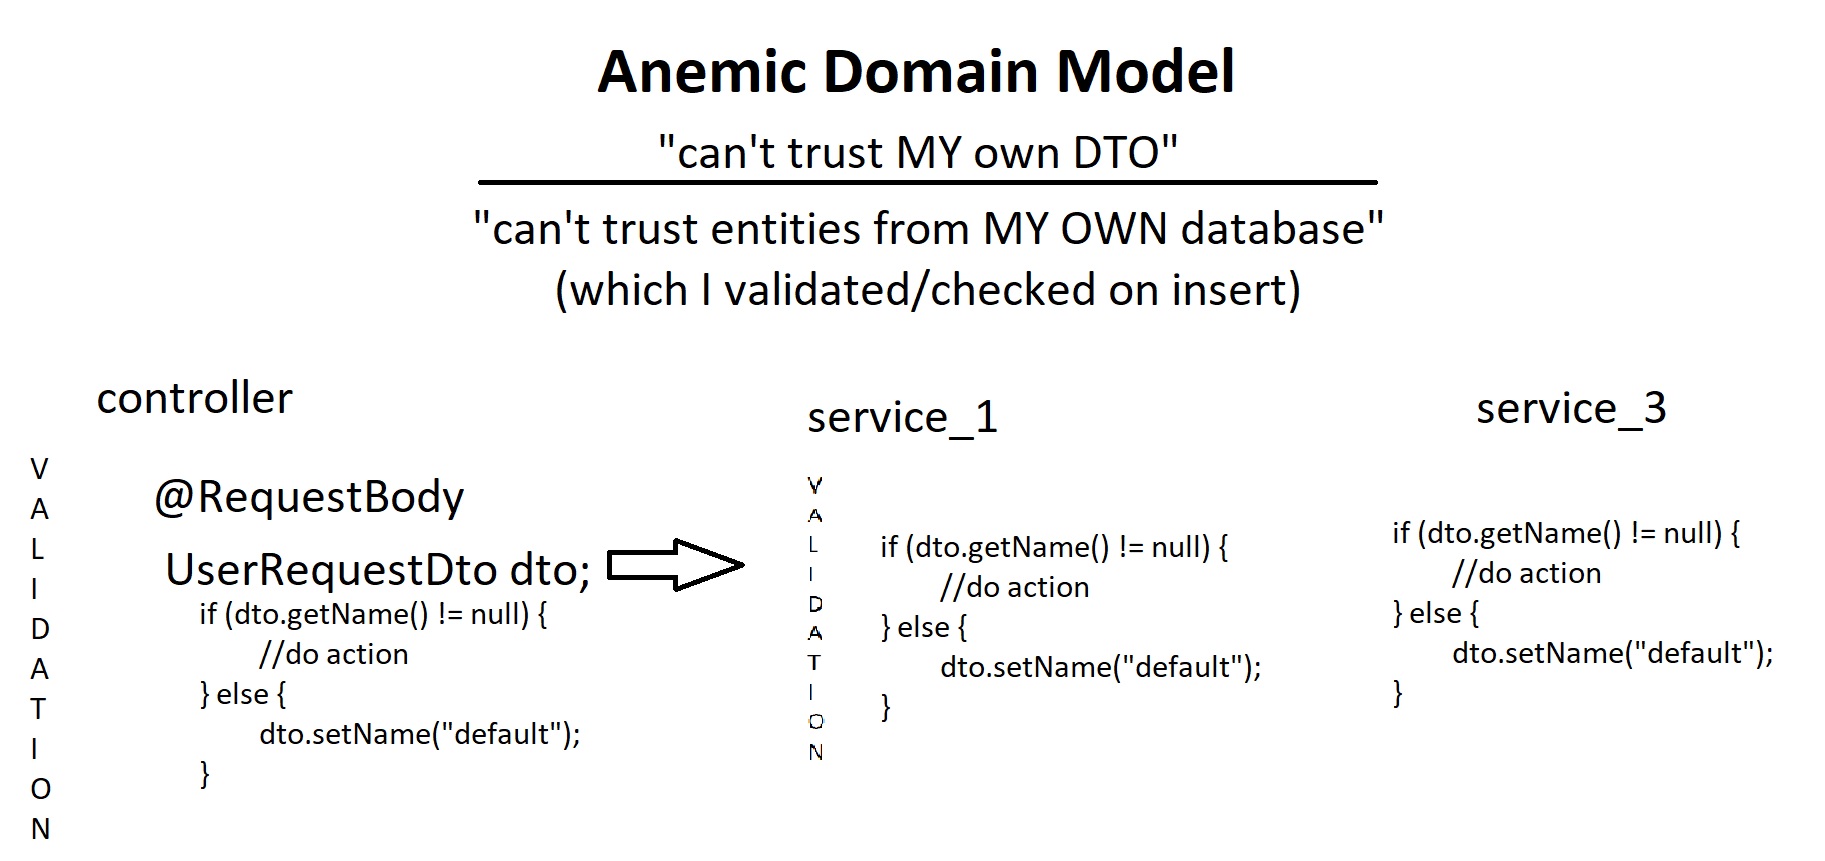 Anemic Domain Model
"can't trust MY own DTO"
"can't trust entities from MY OWN database"
(which I validated/checked on insert)
controller
VALIDATION
@RequestBody
UserRequestDto dto;
if (dto.getName() != null) {
//do action
} else {
dto.setName("default");
}
service_1
VALIDATION
if (dto.getName() != null) {
//do action
} else {
dto.setName("default");
}
service_3
if (dto.getName() != null) {
//do action
} else {
dto.setName("default");
}